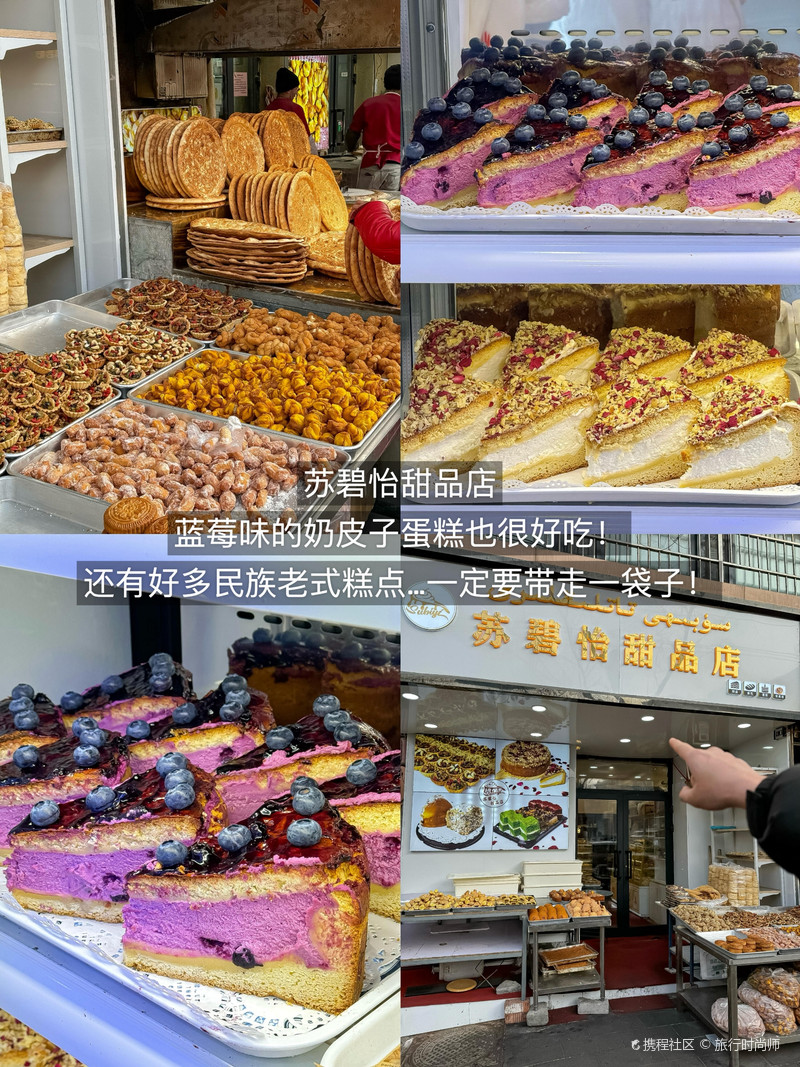 苏碧怡甜品店
蓝莓味的奶皮子蛋糕也很好吃！
还有好多民族老式糕点…一定要带走一袋子！
苏碧怡甜品店
携程社区 © 旅行时尚师